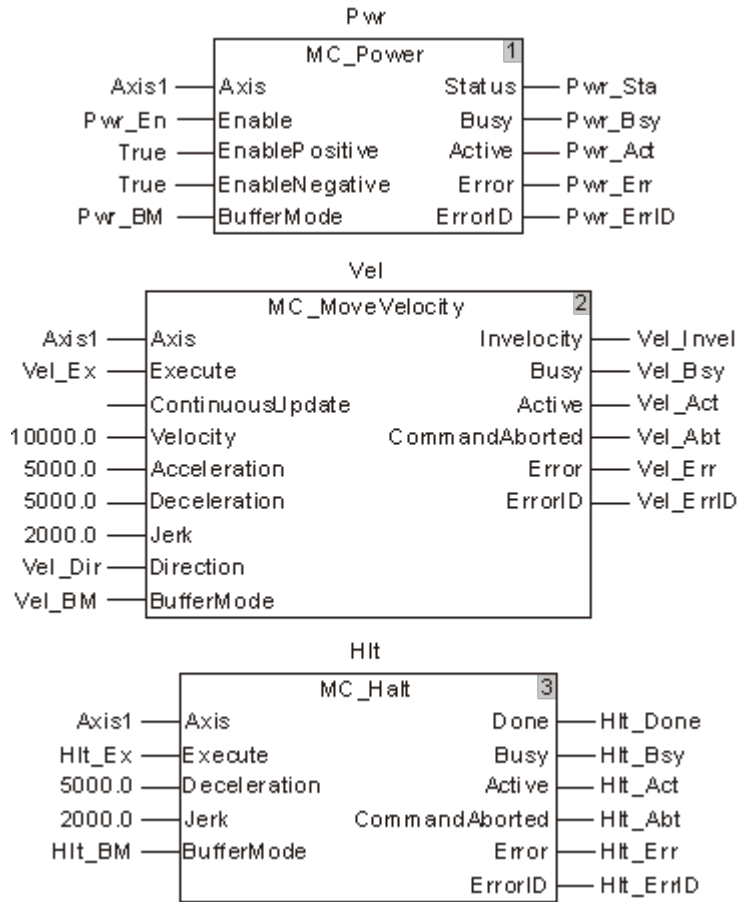 Pwr
MC_Power 1
Axis1 Axis Status Pwr_Sta
Pwr_En Enable Busy Pwr_Bsy
True EnablePositive Active Pwr_Act
True EnableNegative Error Pwr_Err
Pwr_BM BufferMode ErrorID Pwr_ErrID
Vel
MC_MoveVelocity 2
Axis1 Axis Invelocity Vel_Invel
Vel_Ex Execute Busy Vel_Bsy
ContinuousUpdate Active Vel_Act
10000.0 Velocity CommandAborted Vel_Abt
5000.0 Acceleration Error Vel_Err
5000.0 Deceleration ErrorID Vel_ErrID
2000.0 Jerk
Vel_Dir Direction
Vel_BM BufferMode
Hlt
MC_Halt 3
Axis1 Axis Done Hlt_Done
Hlt_Ex Execute Busy Hlt_Bsy
5000.0 Deceleration Active Hlt_Act
2000.0 Jerk CommandAborted Hlt_Abt
Hlt_BM BufferMode Error Hlt_Err
ErrorID Hlt_ErrID